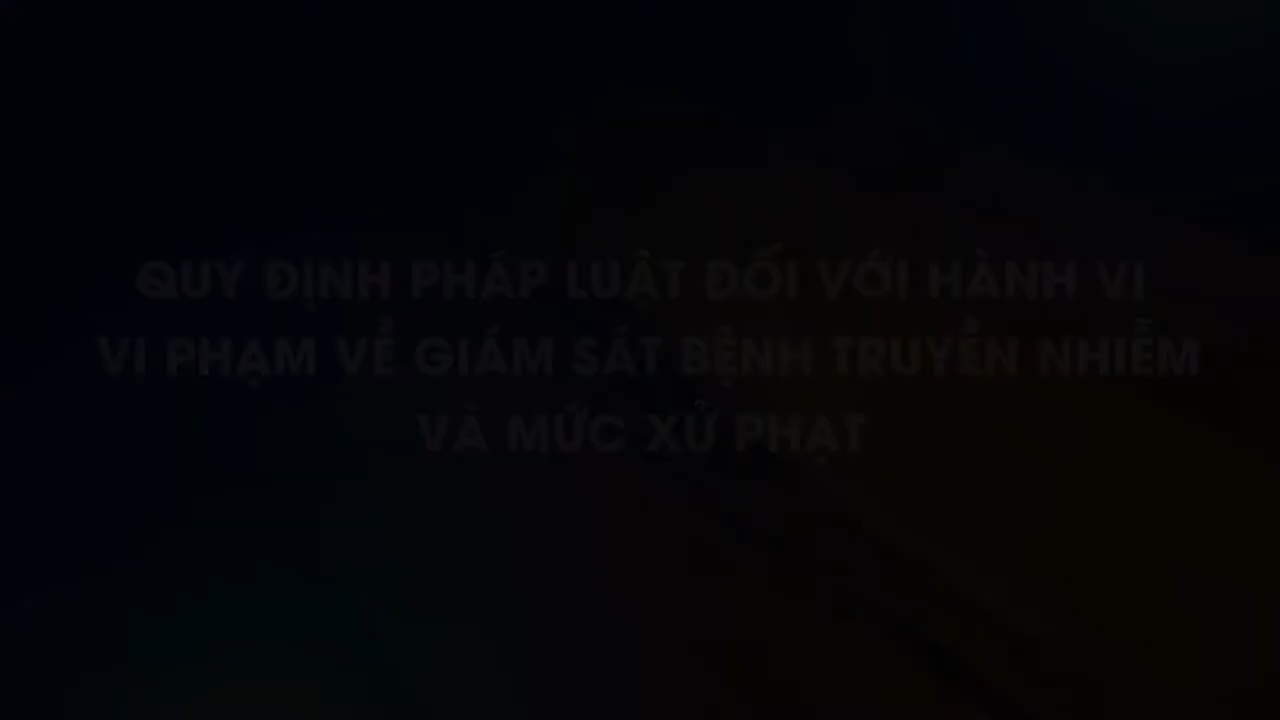 QUY ĐỊNH PHÁP LUẬT ĐỐI VỚI HÀNH VI
VI PHẠM VỀ GIÁM SÁT BỆNH TRUYỀN NHIỄM
VÀ MỨC XỬ PHẠT